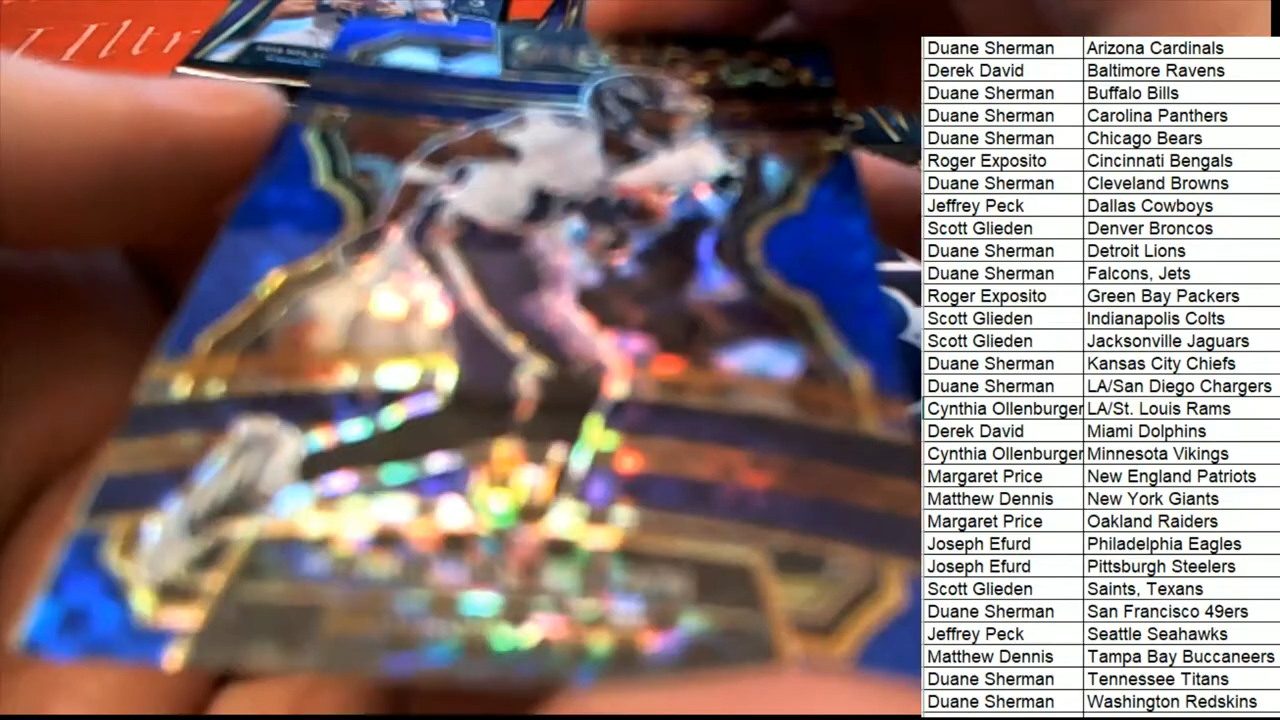 Duane Sherman Arizona Cardinals
Derek David Baltimore Ravens
Duane Sherman Buffalo Bills
Duane Sherman Carolina Panthers
Duane Sherman Chicago Bears
Roger Exposito Cincinnati Bengals
Duane Sherman Cleveland Browns
Jeffrey Peck Dallas Cowboys
Scott Glieden Denver Broncos
Duane Sherman Detroit Lions
Duane Sherman Falcons, Jets
Roger Exposito Green Bay Packers
Scott Glieden Indianapolis Colts
Scott Glieden Jacksonville Jaguars
Duane Sherman Kansas City Chiefs
Duane Sherman LA/San Diego Chargers
Cynthia Ollenburger LA/St. Louis Rams
Derek David Miami Dolphins
Cynthia Ollenburger Minnesota Vikings
Margaret Price New England Patriots
Matthew Dennis New York Giants
Margaret Price Oakland Raiders
Joseph Efurd Philadelphia Eagles
Joseph Efurd Pittsburgh Steelers
Scott Glieden Saints, Texans
Duane Sherman San Francisco 49ers
Jeffrey Peck Seattle Seahawks
Matthew Dennis Tampa Bay Buccaneers
Duane Sherman Tennessee Titans
Duane Sherman Washington Redskins